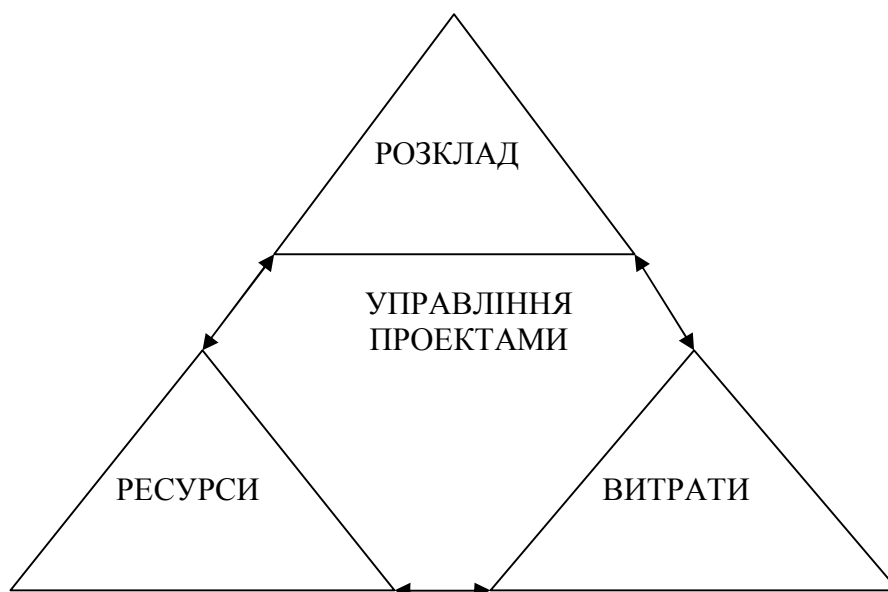 РОЗКЛАД
УПРАВЛІННЯ
ПРОЕКТАМИ
РЕСУРСИ
ВИТРАТИ